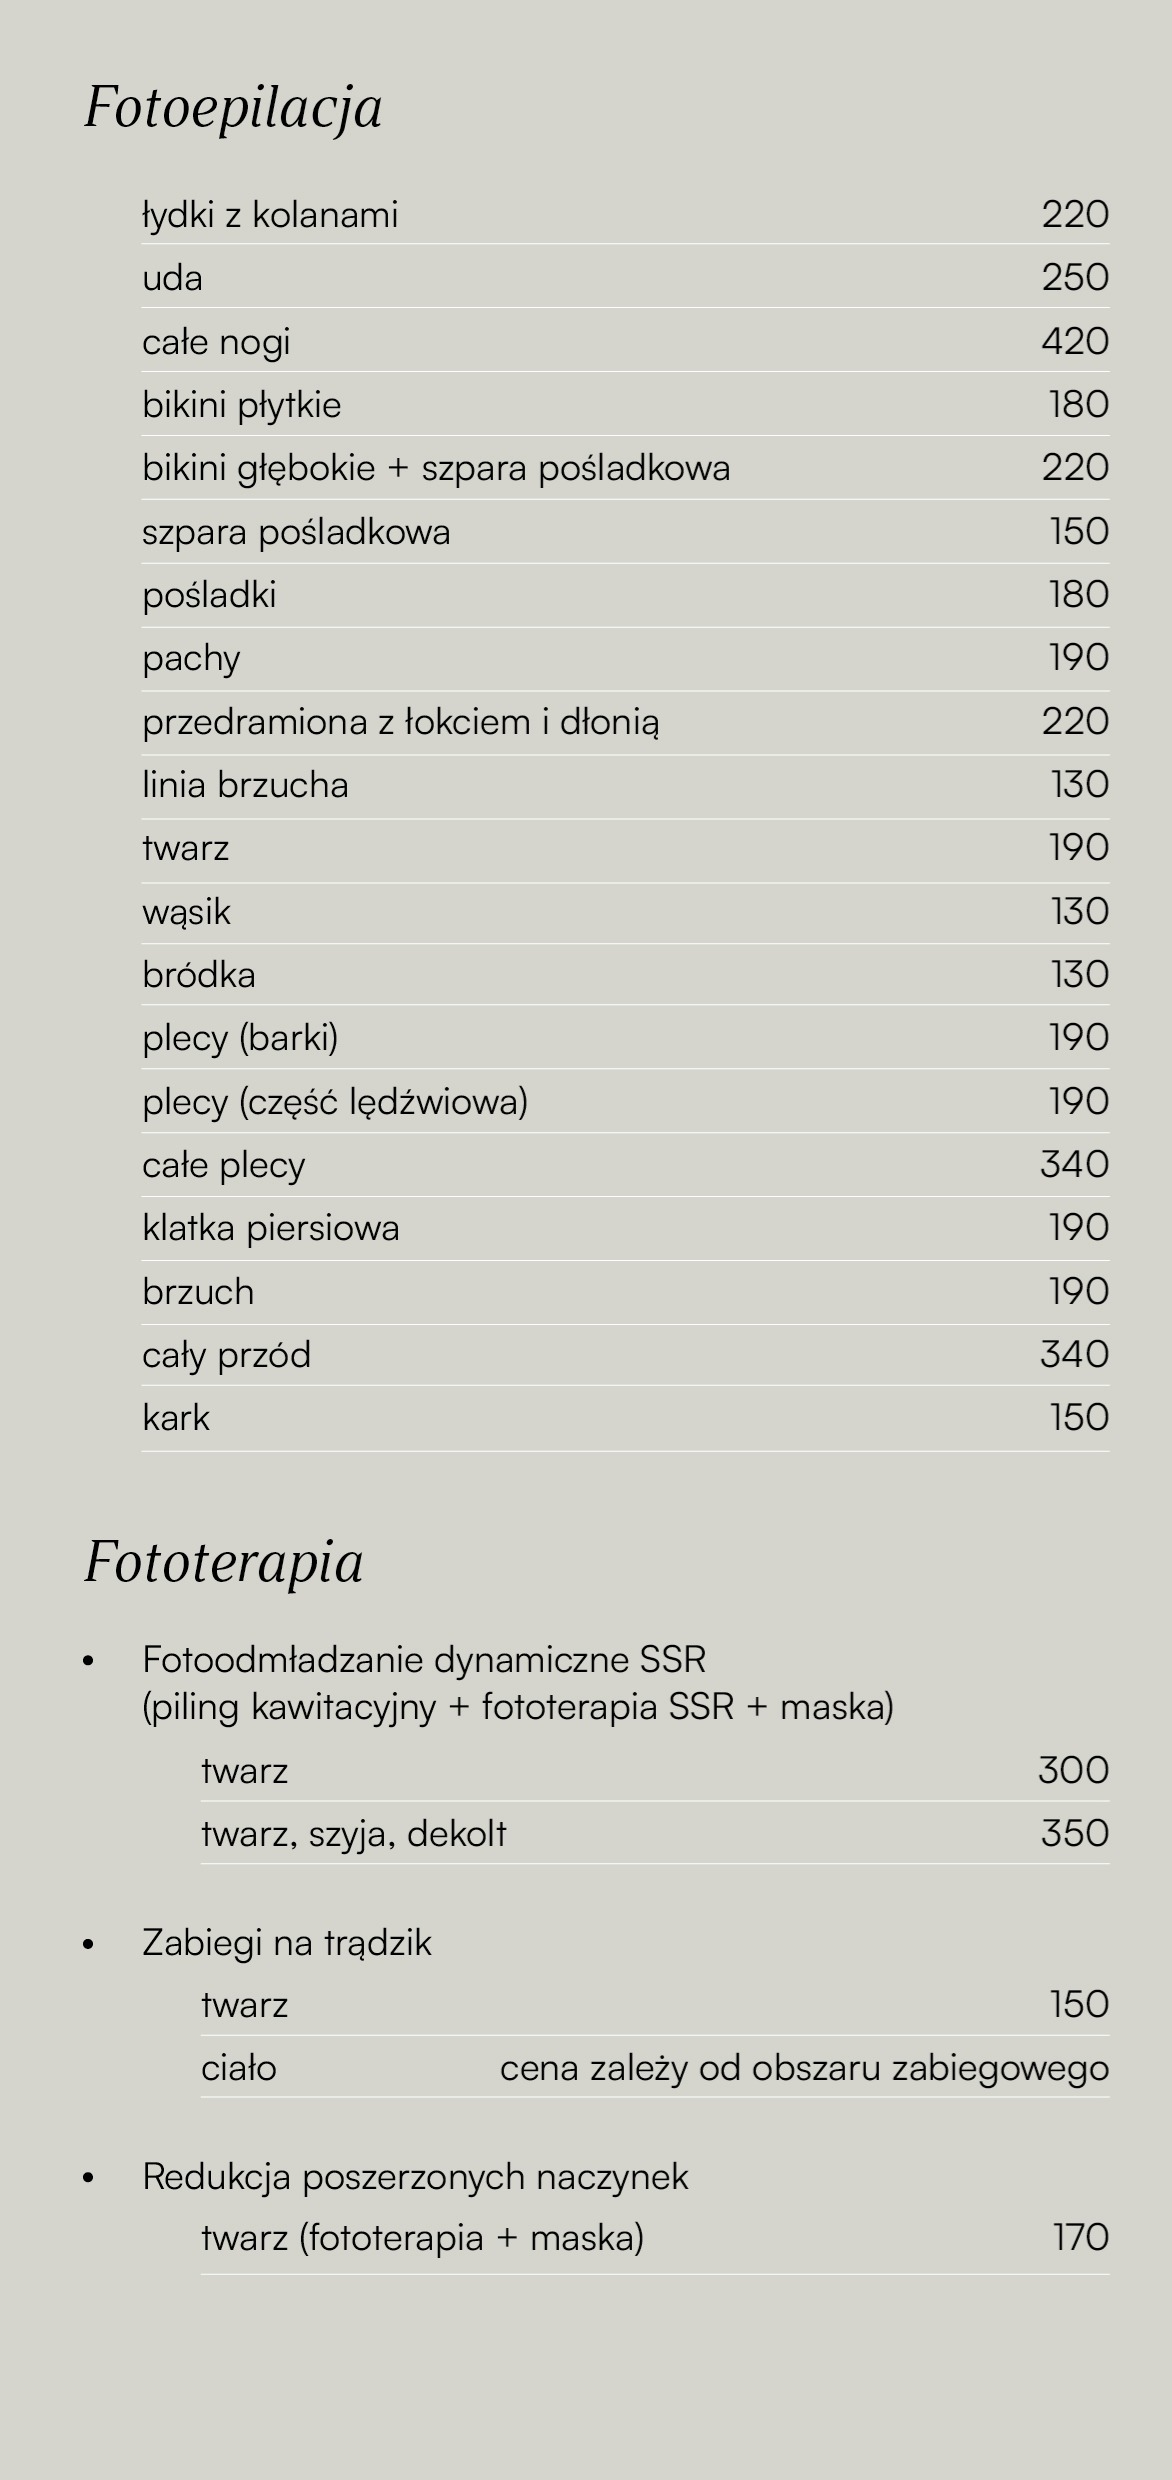 Fotoepilacja
łydki z kolanami 220
uda 250
całe nogi 420
bikini płytkie 180
bikini głębokie + szpara pośladkowa 220
szpara pośladkowa 150
pośladki 180
pachy 190
przedramiona z łokciem i dłonią 220
linia brzucha 130
twarz 190
wąsik 130
bródka 130
plecy (barki) 190
plecy (część lędźwiowa) 190
całe plecy 340
klatka piersiowa 190
brzuch 190
cały przód 340
kark 150
Fototerapia
• Fotoodmładzanie dynamiczne SSR
(piling kawitacyjny + fototerapia SSR + maska)
twarz 300
twarz, szyja, dekolt 350
• Zabiegi na trądzik
twarz 150
ciało cena zależy od obszaru zabiegowego
• Redukcja poszerzonych naczynek
twarz (fototerapia + maska) 170